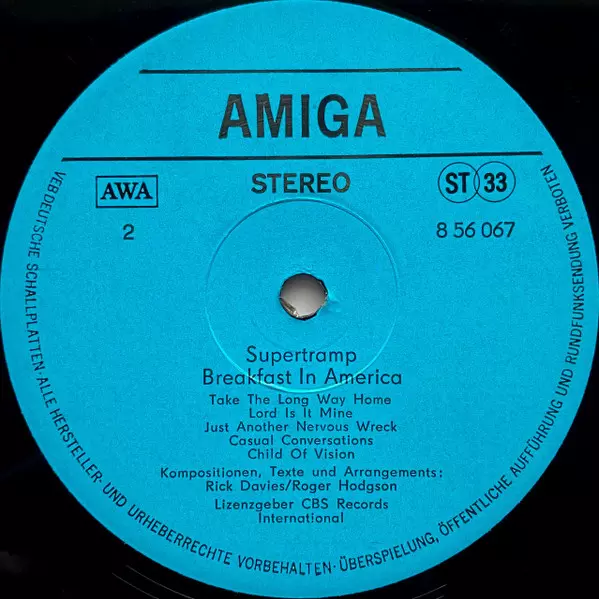 AMIGA
AWA
STEREO
ST 33
2
8 56 067
Supertramp
Breakfast In America
Take The Long Way Home
Lord Is It Mine
Just Another Nervous Wreck
Casual Conversations
Child Of Vision
Kompositionen, Texte und Arrangements:
Rick Davies/Roger Hodgson
Lizenzgeber CBS Records
International
VEB DEUTSCHE SCHALLPLATTEN · ALLE HERSTELLER- UND URHEBERRECHTE VORBEHALTEN · ÜBERSPIELUNG, ÖFFENTLICHE AUFFÜHRUNG UND RUNDFUNKSENDUNG VERBOTEN